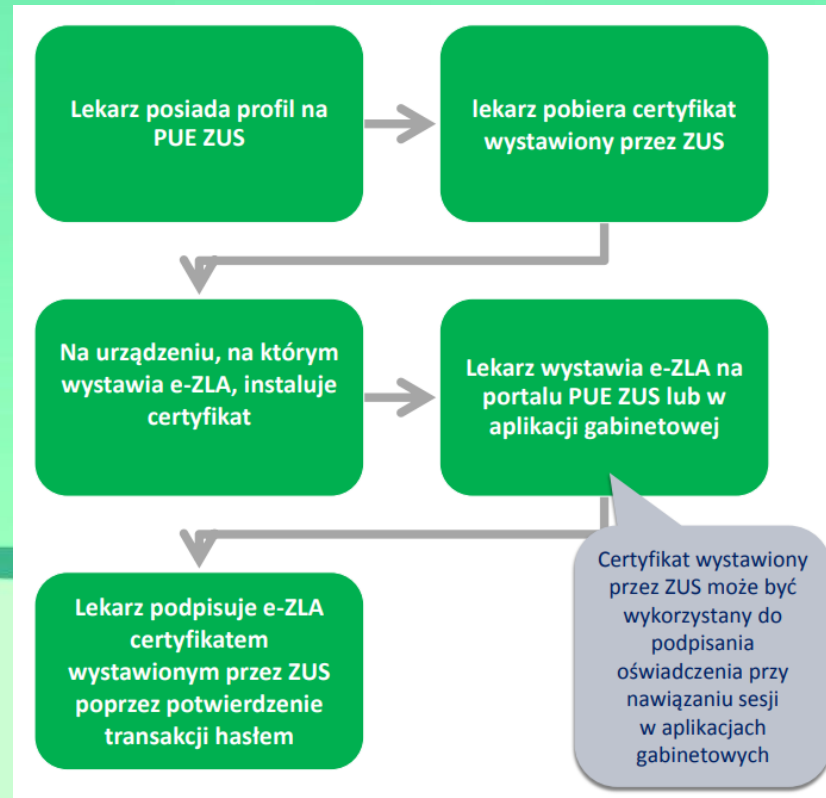 Lekarz posiada profil na
PUE ZUS
lekarz pobiera certyfikat
wystawiony przez ZUS
Na urządzeniu, na którym
wystawia e-ZLA, instaluje
certyfikat
Lekarz wystawia e-ZLA na
portalu PUE ZUS lub w
aplikacji gabinetowej
Lekarz podpisuje e-ZLA
certyfikatem
wystawionym przez ZUS
poprzez potwierdzenie
transakcji hasłem
Certyfikat wystawiony
przez ZUS może być
wykorzystany do
podpisania
oświadczenia przy
nawiązaniu sesji
w aplikacjach
gabinetowych